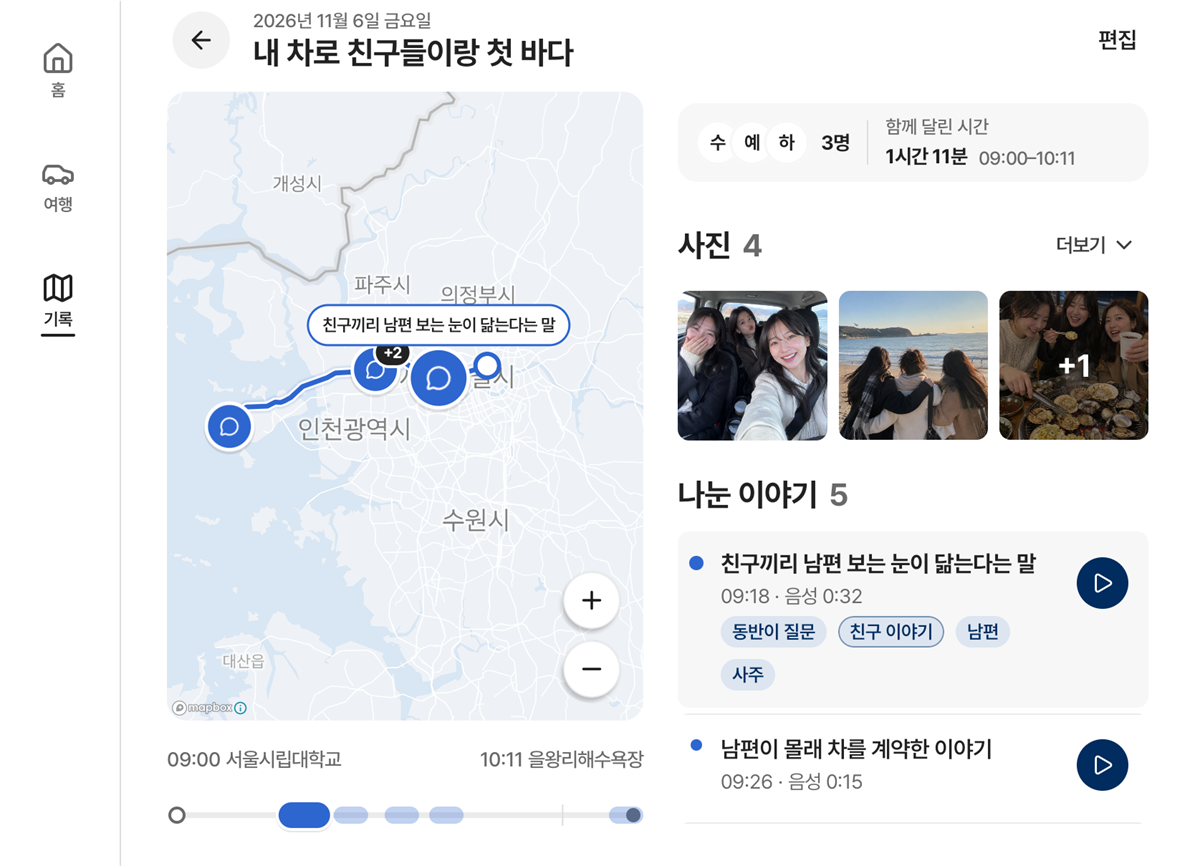 홈
여행
기록
2026년 11월 6일 금요일
내 차로 친구들이랑 첫 바다
편집
개성시
파주시
의정부시
친구끼리 남편 보는 눈이 닮는다는 말
+2
인천광역시
수원시
대산읍
+
−
mapbox
09:00 서울시립대학교
10:11 을왕리해수욕장
수 예 하 3명
함께 달린 시간
1시간 11분 09:00–10:11
사진 4
더보기
+1
나눈 이야기 5
친구끼리 남편 보는 눈이 닮는다는 말
09:18 · 음성 0:32
동반이 질문 친구 이야기 남편
사주
남편이 몰래 차를 계약한 이야기
09:26 · 음성 0:15